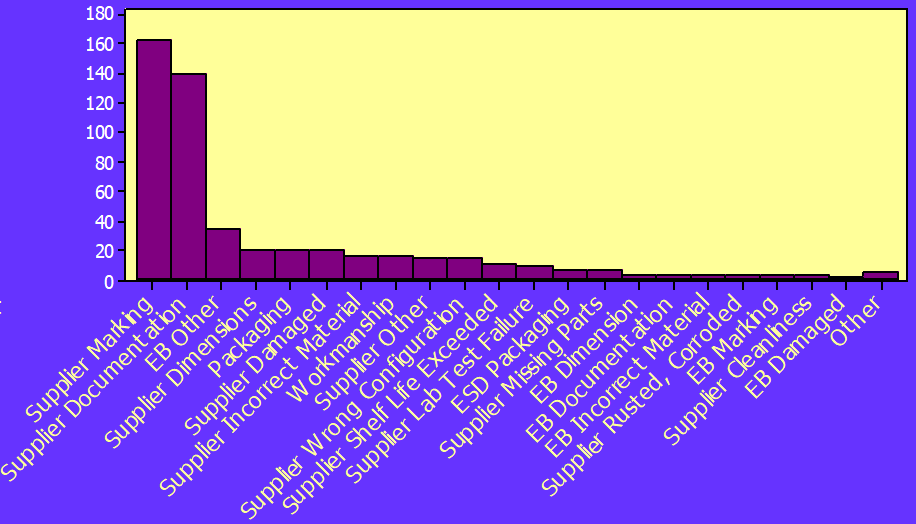 180
160
140
120
100
80
60
40
20
0
Supplier Marking
Supplier Documentation
EB Other
Supplier Dimensions
Packaging
Supplier Damaged
Supplier Incorrect Material
Workmanship
Supplier Other
Supplier Wrong Configuration
Supplier Shelf Life Exceeded
Supplier Lab Test Failure
ESD Packaging
Supplier Missing Parts
EB Dimension
EB Documentation
EB Incorrect Material
Supplier Rusted, Corroded
EB Marking
Supplier Cleanliness
EB Damaged
Other